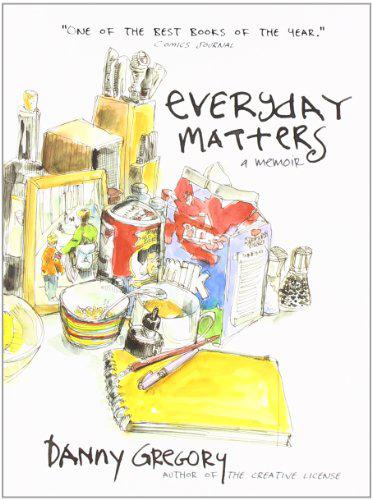 "ONE OF THE BEST BOOKS OF THE YEAR."
COMICS JOURNAL
EVERYDAY
MATTERS
a memoir
INK
DANNY GREGORY
AUTHOR OF THE CREATIVE LICENSE